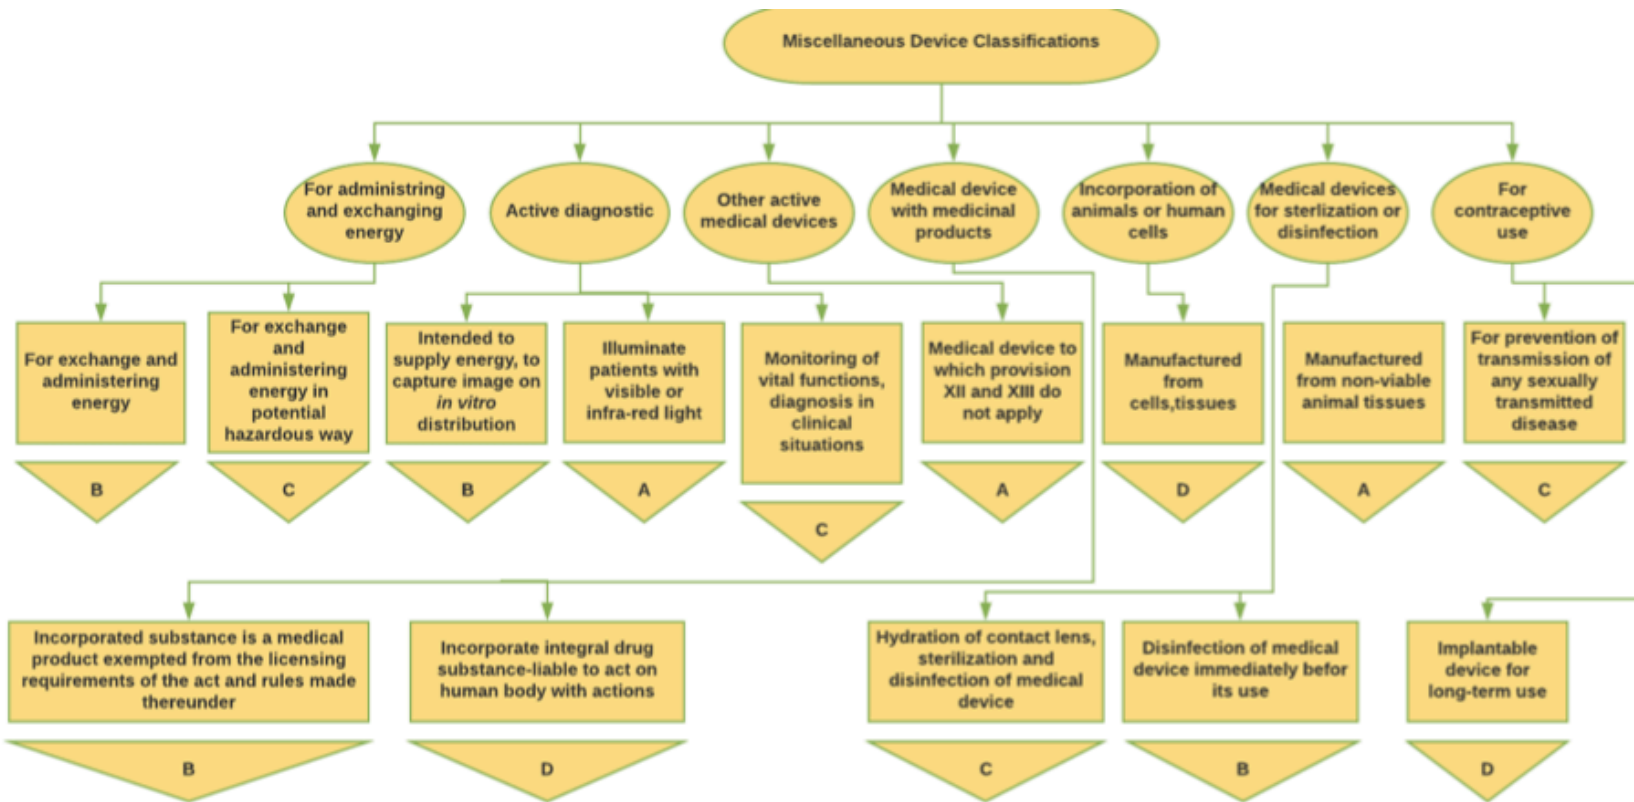 Miscellaneous Device Classifications
For administring
and exchanging
energy
Active diagnostic
Other active
medical devices
Medical device
with medicinal
products
Incorporation of
animals or human
cells
Medical devices
for sterlization or
disinfection
For
contraceptive
use
For exchange and
administering
energy
For exchange
and
administering
energy in
potential
hazardous way
Intended to
supply energy, to
capture image on
in vitro
distribution
Illuminate
patients with
visible or
infra-red light
Monitoring of
vital functions,
diagnosis in
clinical
situations
Medical device to
which provision
XII and XIII do
not apply
Manufactured
from
cells,tissues
Manufactured
from non-viable
animal tissues
For prevention of
transmission of
any sexually
transmitted
disease
B
C
B
A
C
A
D
A
C
Incorporated substance is a medical
product exempted from the licensing
requirements of the act and rules made
thereunder
Incorporate integral drug
substance-liable to act on
human body with actions
Hydration of contact lens,
sterilization and
disinfection of medical
device
Disinfection of medical
device immediately befor
its use
Implantable
device for
long-term use
B
D
C
B
D